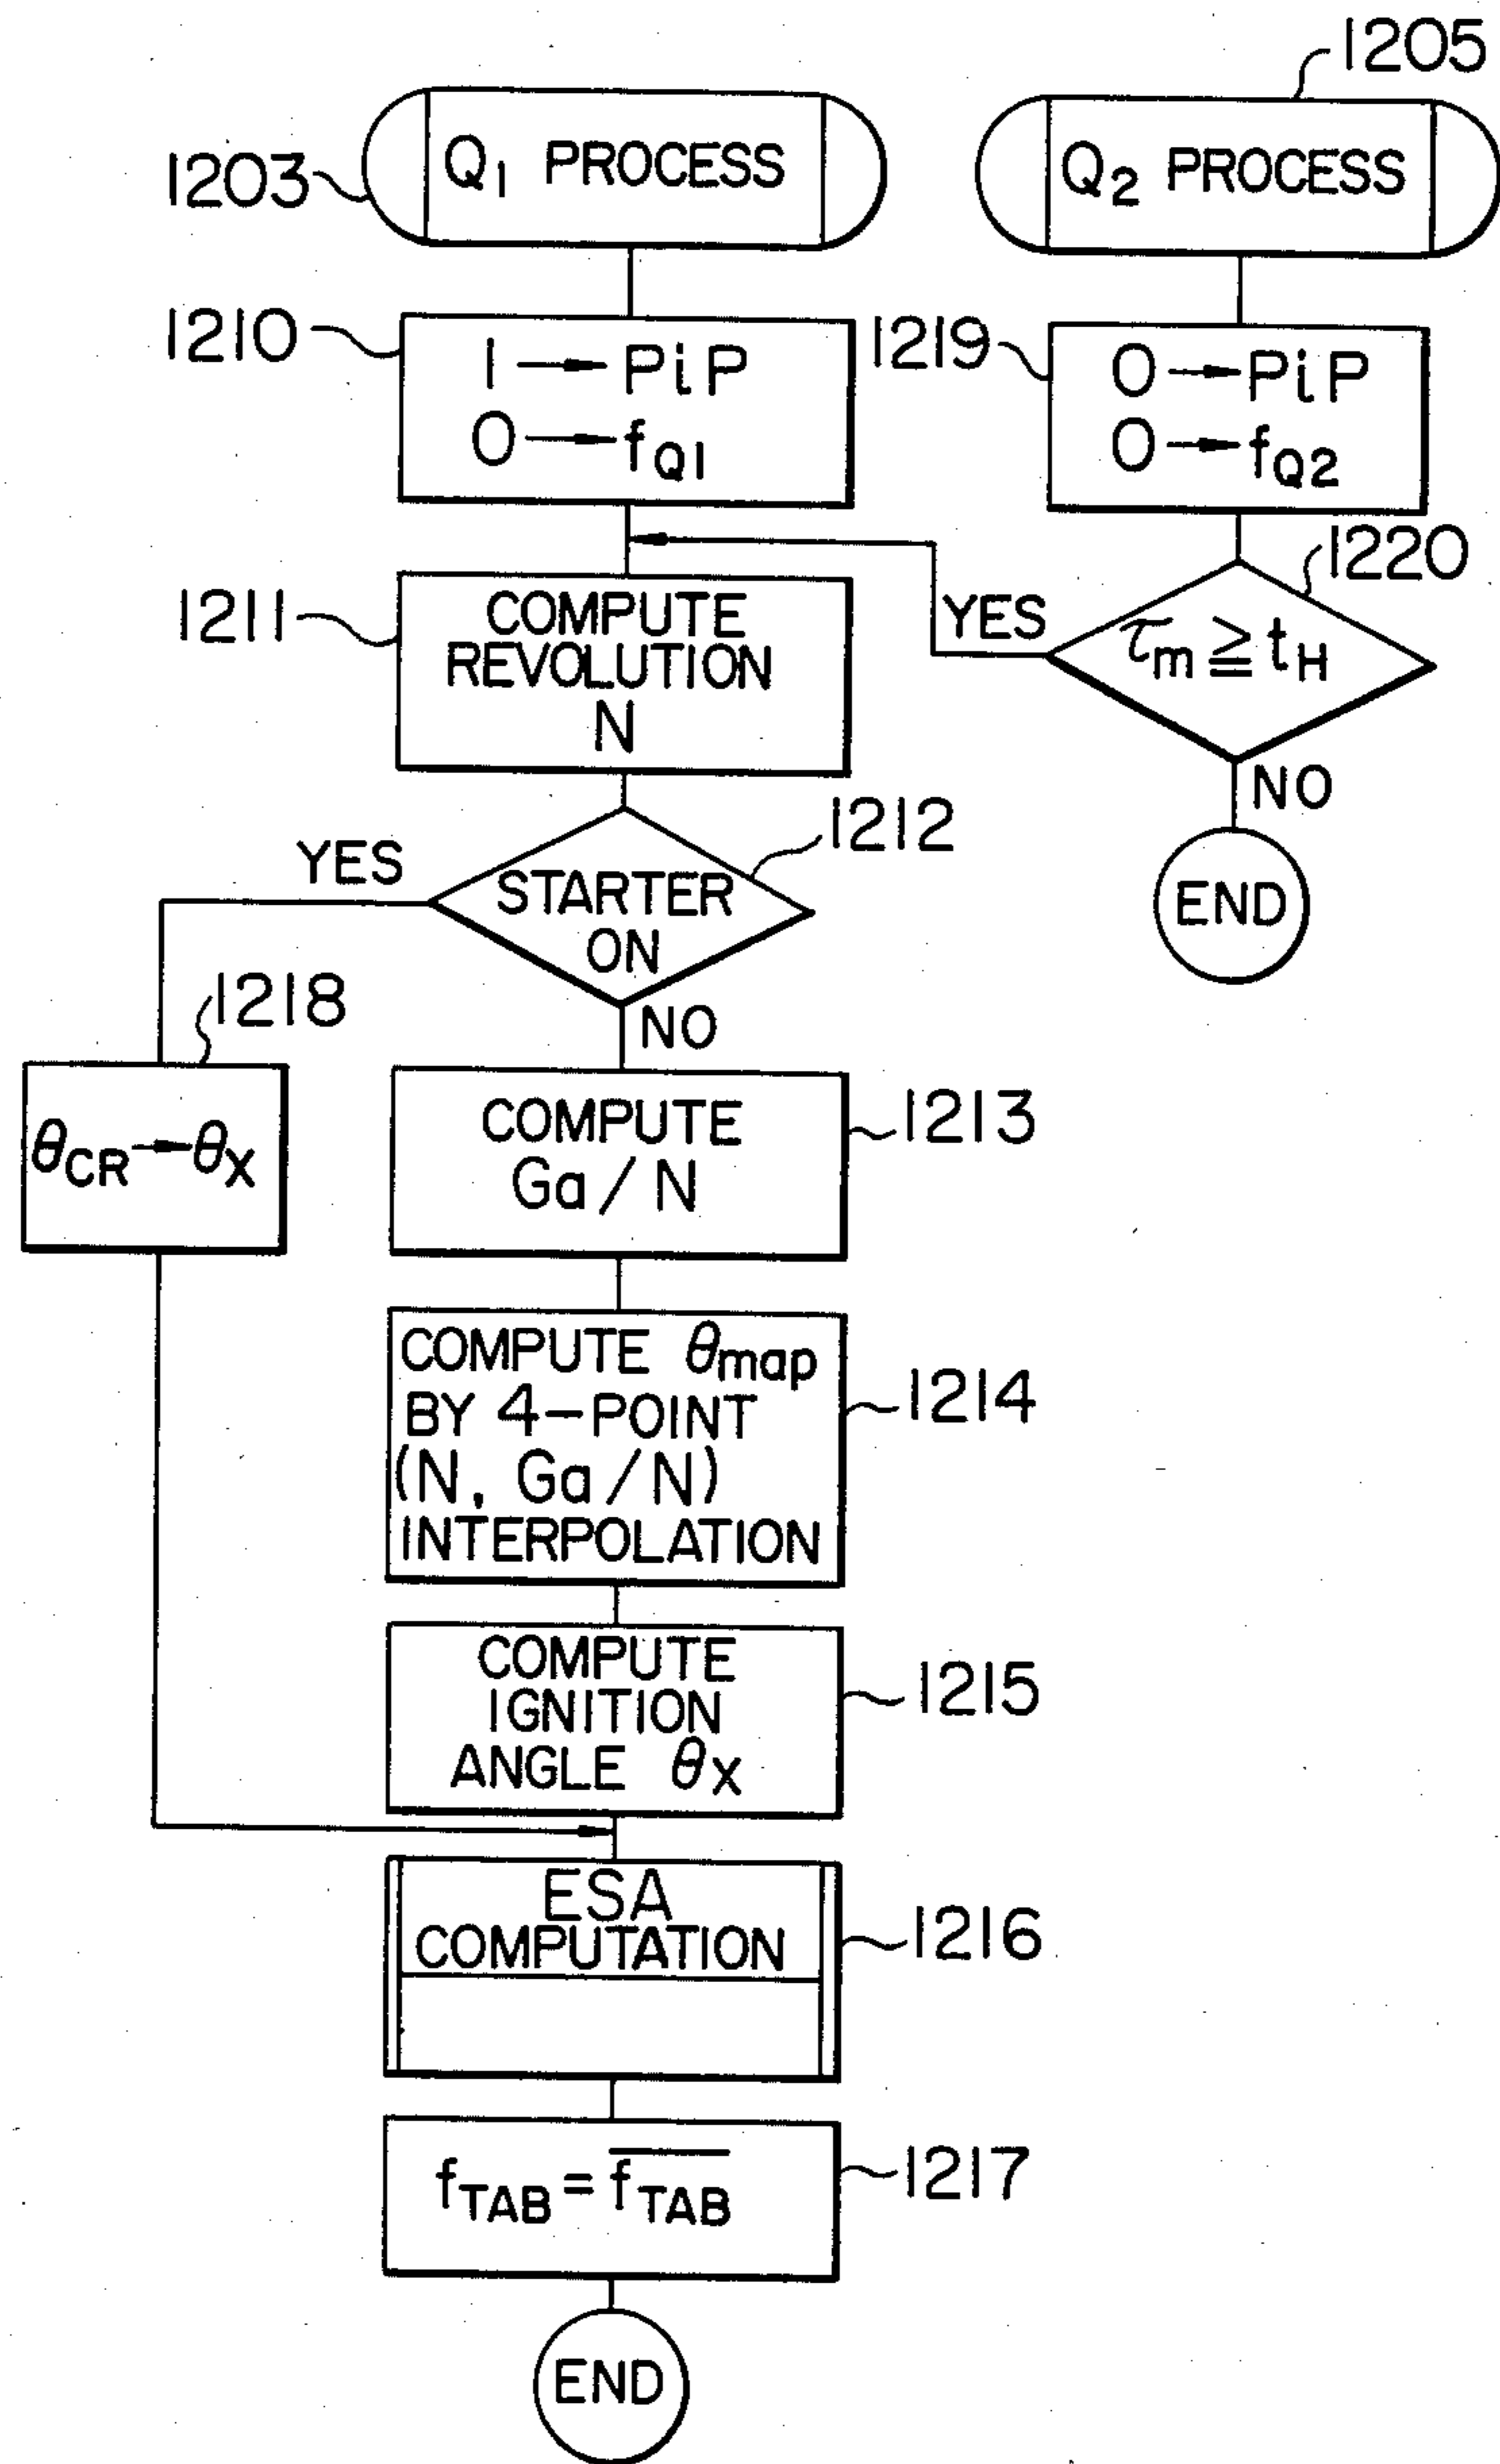 1205
Q1 PROCESS
Q2 PROCESS
1203
1210
1 → PiP
0 → fQ1
1219
0 → PiP
0 → fQ2
1220
1211
COMPUTE
REVOLUTION
N
YES
τm ≧ tH
NO
END
1212
YES
STARTER
ON
NO
1218
θCR → θX
COMPUTE
Ga / N
1213
COMPUTE θmap
BY 4-POINT
(N, Ga / N)
INTERPOLATION
1214
COMPUTE
IGNITION
ANGLE θX
1215
ESA
COMPUTATION
1216
fTAB = f̅T̅A̅B̅
1217
END